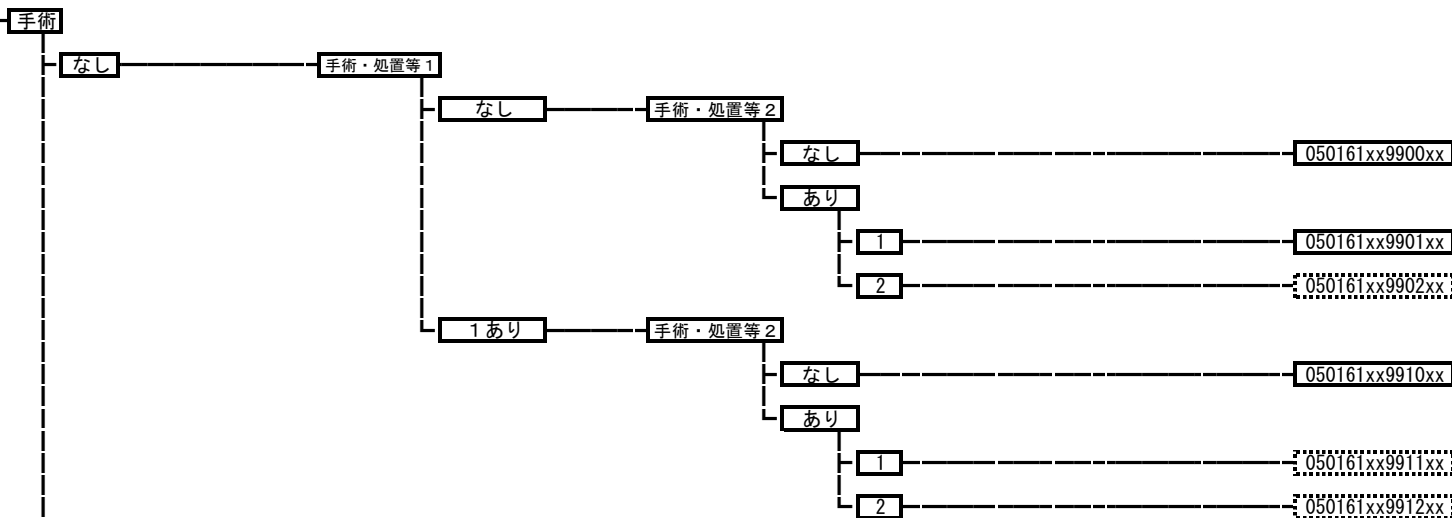 手術
なし 手術・処置等1
なし 手術・処置等2
なし 050161xx9900xx
あり
1 050161xx9901xx
2 050161xx9902xx
1あり 手術・処置等2
なし 050161xx9910xx
あり
1 050161xx9911xx
2 050161xx9912xx